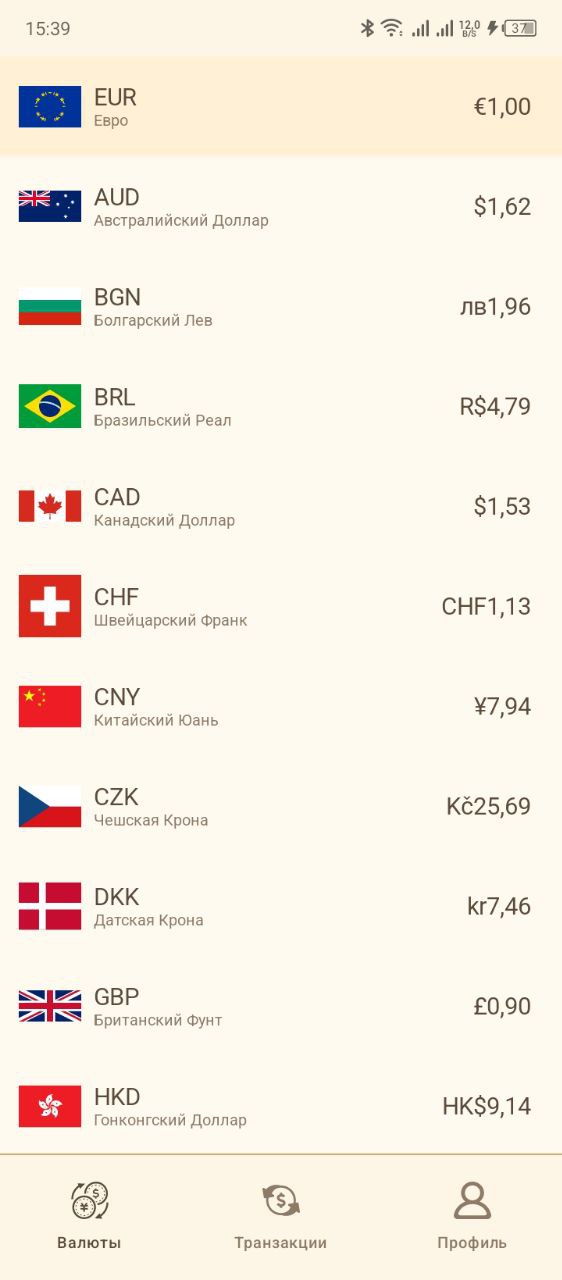 15:39
12,0
B/S
37
EUR
Евро
€1,00
AUD
Австралийский Доллар
$1,62
BGN
Болгарский Лев
лв1,96
BRL
Бразильский Реал
R$4,79
CAD
Канадский Доллар
$1,53
CHF
Швейцарский Франк
CHF1,13
CNY
Китайский Юань
¥7,94
CZK
Чешская Крона
Kč25,69
DKK
Датская Крона
kr7,46
GBP
Британский Фунт
£0,90
HKD
Гонконгский Доллар
HK$9,14
Валюты
Транзакции
Профиль